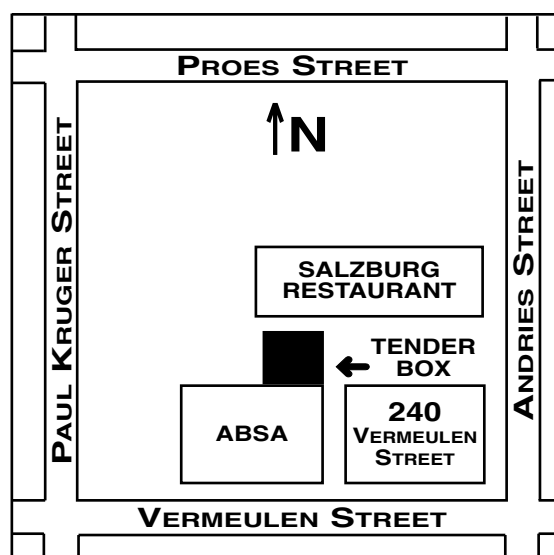 PROES STREET
N
PAUL KRUGER STREET
ANDRIES STREET
SALZBURG
RESTAURANT
TENDER
BOX
ABSA
240
VERMEULEN
STREET
VERMEULEN STREET